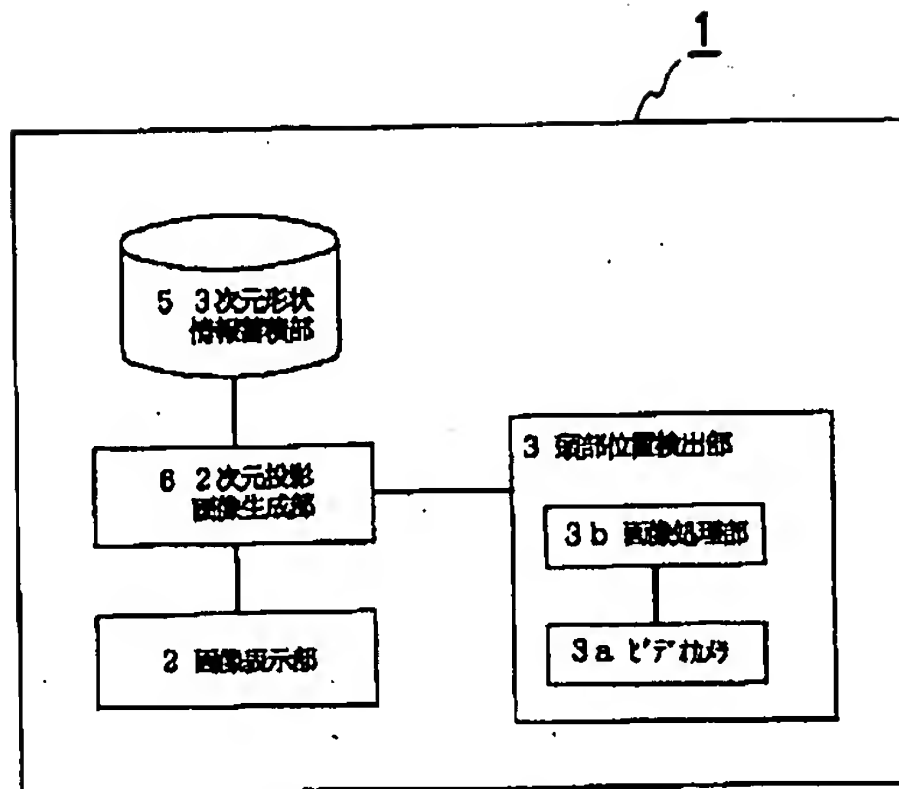 1
5 3次元形状
情報蓄積部
6 2次元投影
画像生成部
2 画像表示部
3 頭部位置検出部
3b 画像処理部
3a ビデオカメラ